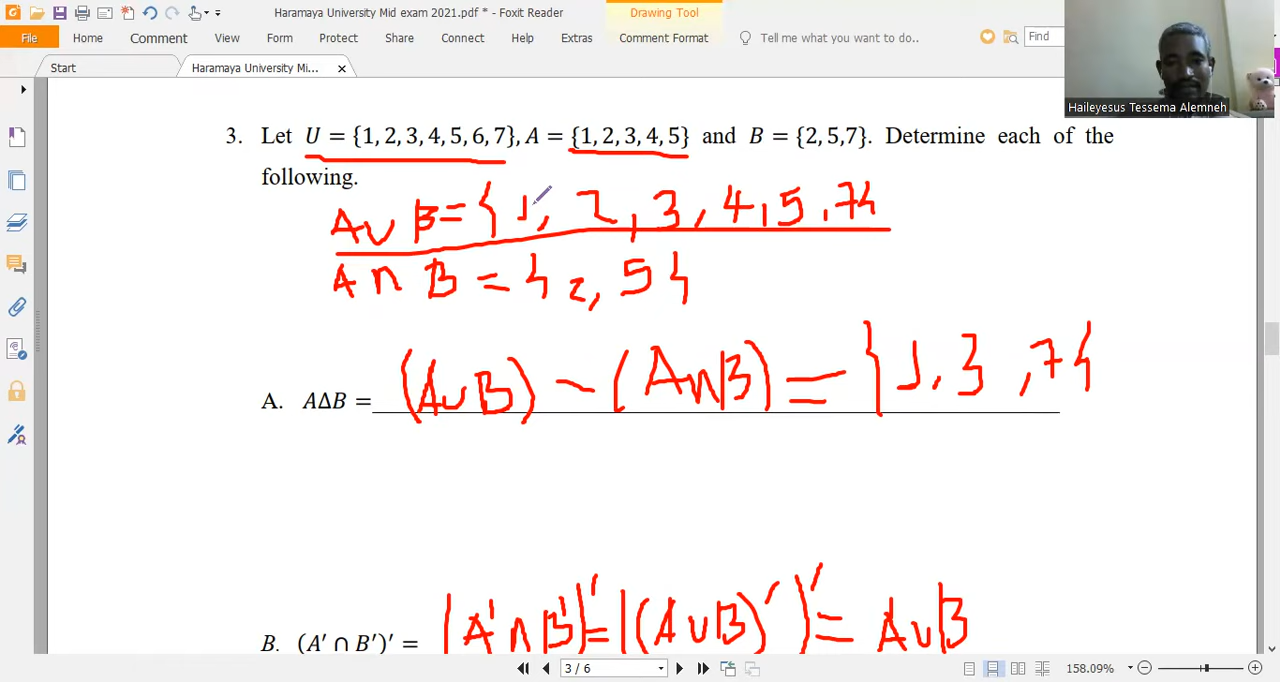 Haramaya University Mid exam 2021.pdf * - Foxit Reader
Drawing Tool
File Home Comment View Form Protect Share Connect Help Extras Comment Format Tell me what you want to do.. Find
Start Haramaya University Mi...
Haileyesus Tessema Alemneh
3. Let U = {1, 2, 3, 4, 5, 6, 7}, A = {1, 2, 3, 4, 5} and B = {2, 5,7}. Determine each of the
following.
A∪B = {1, 2, 3, 4, 5, 7}
A∩B = {2, 5}
A. AΔB = (A∪B) - (A∩B) = {1, 3, 7}
B. (A′ ∩ B′)′ = (A'∩B')' = ((A∪B)')' = A∪B
3 / 6
158.09%